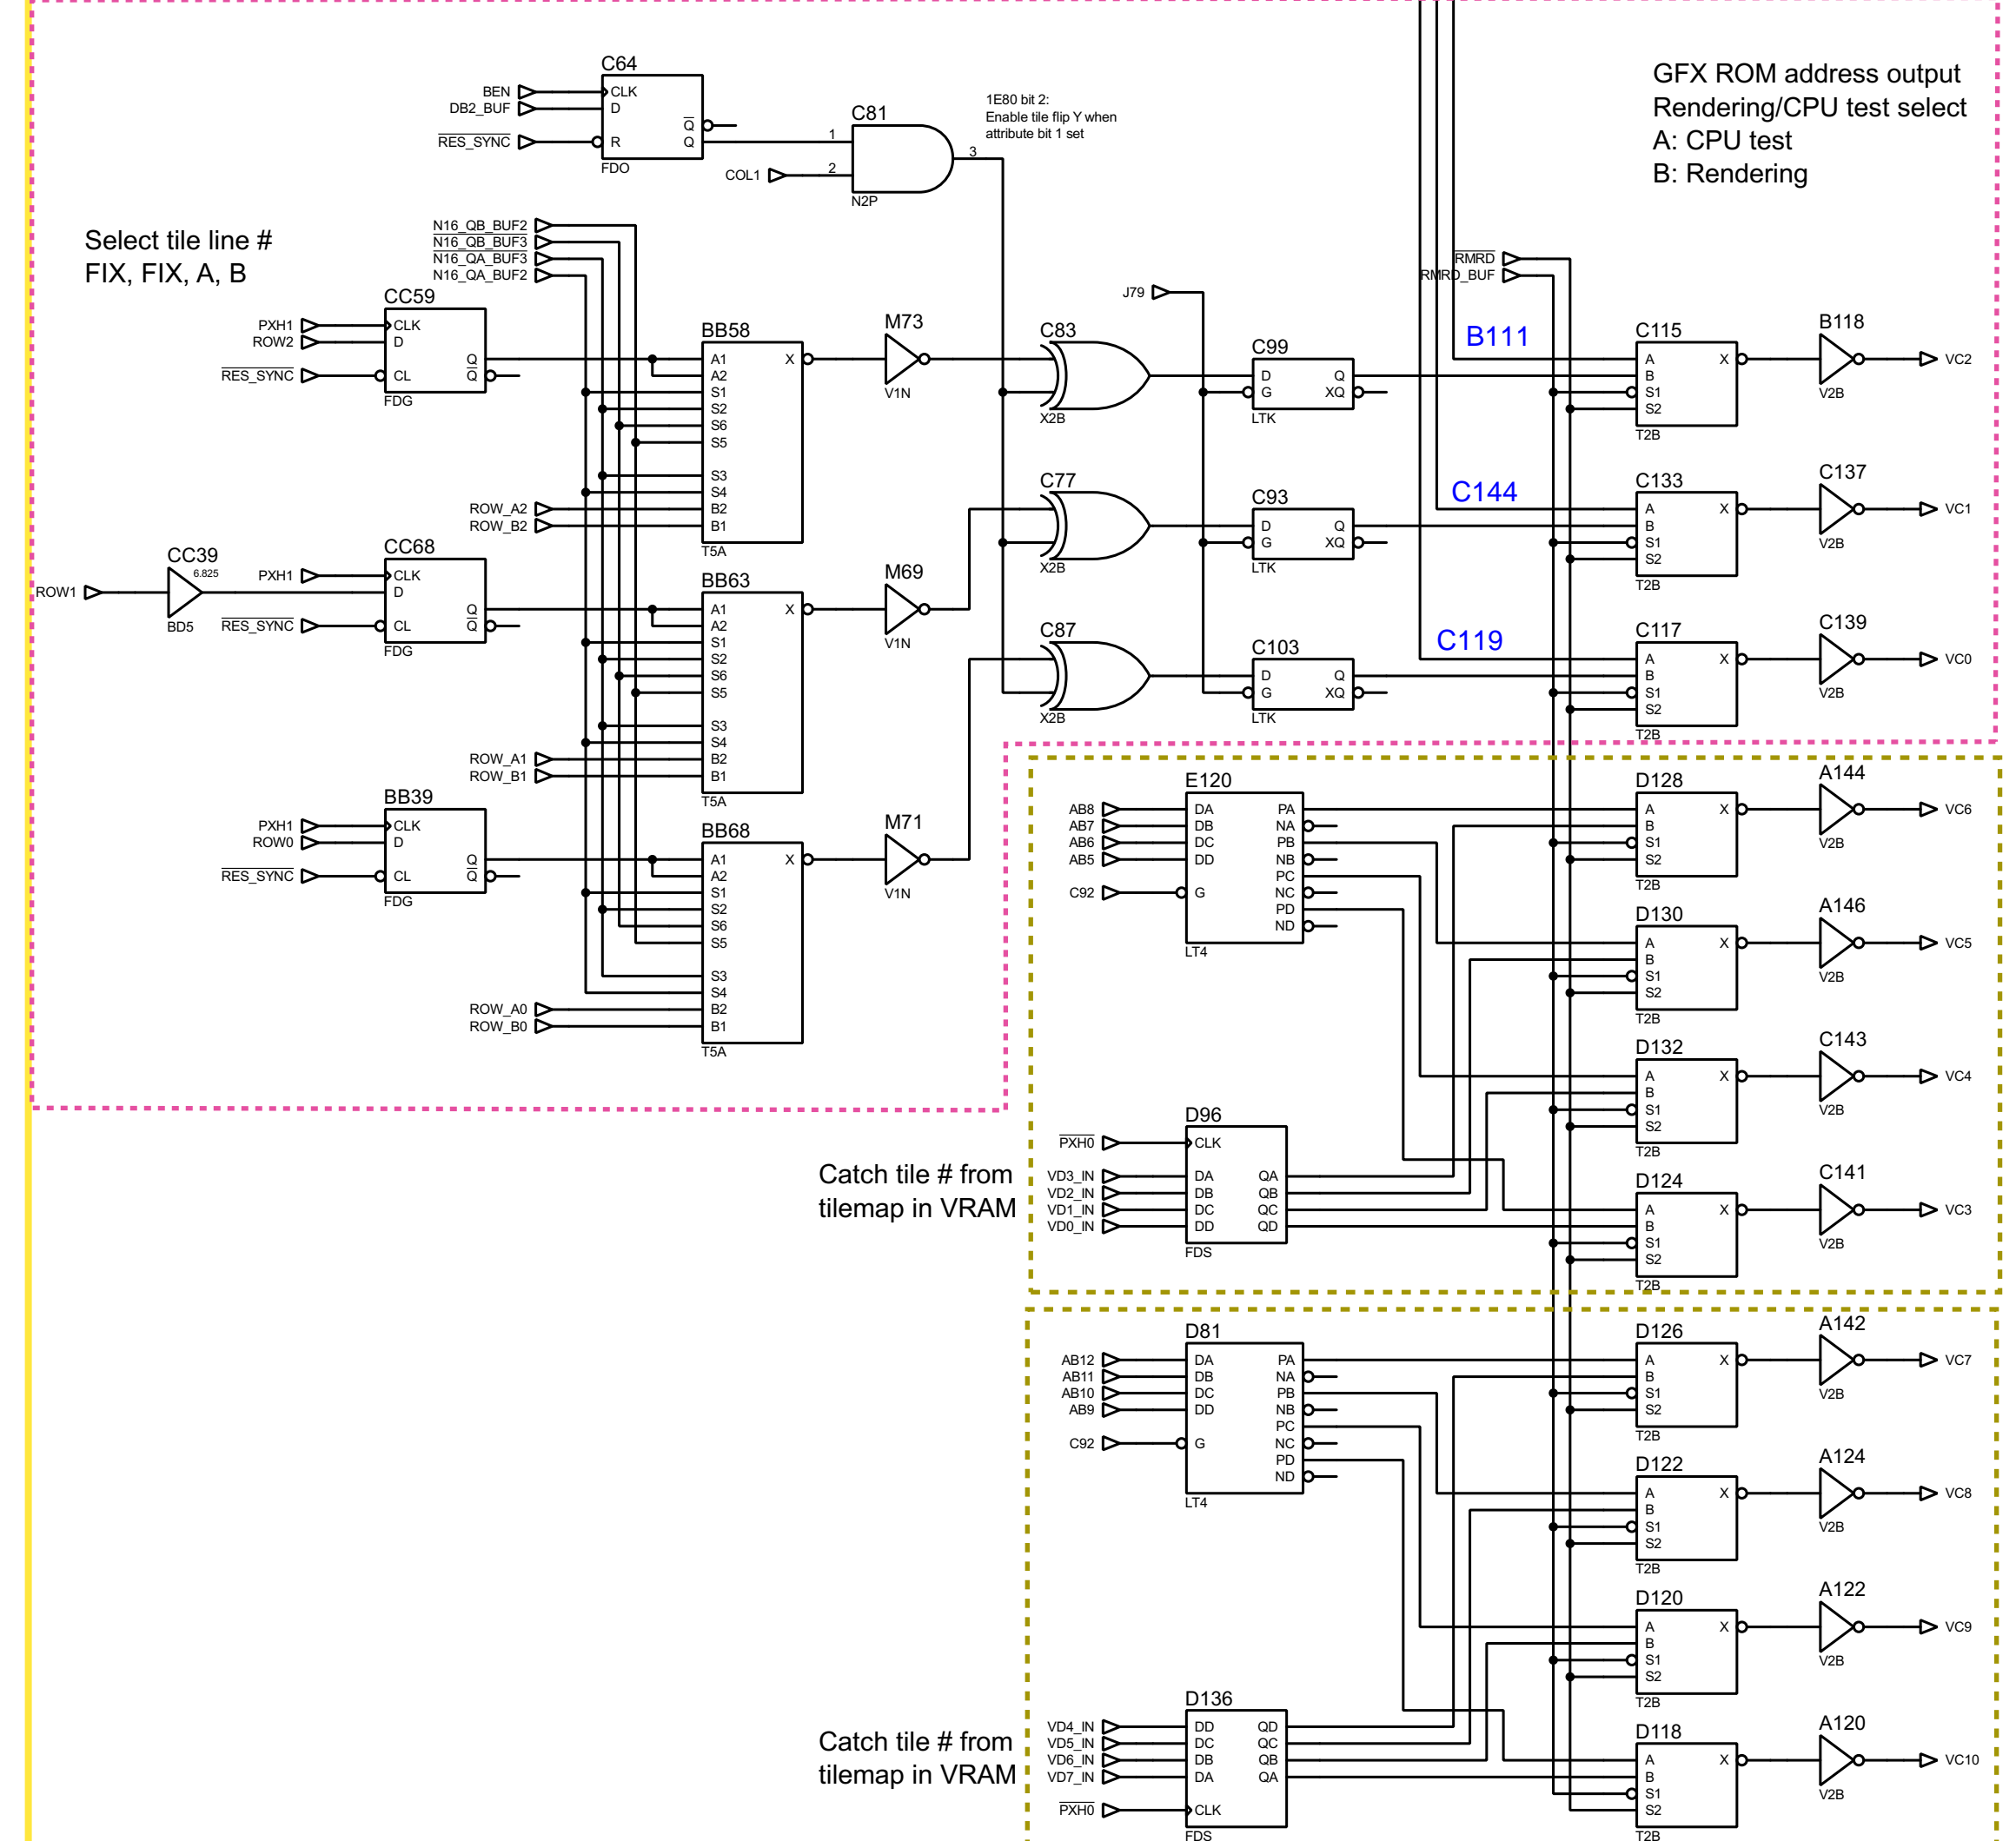 C64
BEN
CLK
DB2_BUF
D
Q
RES_SYNC
R
Q
FDO
C81
1
2
3
COL1
N2P
1E80 bit 2:
Enable tile flip Y when
attribute bit 1 set
GFX ROM address output
Rendering/CPU test select
A: CPU test
B: Rendering
Select tile line #
FIX, FIX, A, B
N16_QB_BUF2
N16_QB_BUF3
N16_QA_BUF3
N16_QA_BUF2
RMRD
RMRD_BUF
J79
CC59
PXH1
CLK
ROW2
D
Q
RES_SYNC
CL
Q
FDG
BB58
A1
X
A2
S1
S2
S6
S5
S3
S4
ROW_A2
B2
ROW_B2
B1
T5A
M73
V1N
C83
X2B
C99
D
Q
G
XQ
LTK
B111
C115
A
X
B
S1
S2
T2B
B118
V2B
VC2
CC39
6.825
ROW1
BD5
CC68
PXH1
CLK
D
Q
RES_SYNC
CL
Q
FDG
BB63
A1
X
A2
S1
S2
S6
S5
S3
S4
ROW_A1
B2
ROW_B1
B1
T5A
M69
V1N
C77
X2B
C93
D
Q
G
XQ
LTK
C144
C133
A
X
B
S1
S2
T2B
C137
V2B
VC1
C87
X2B
C103
D
Q
G
XQ
LTK
C119
C117
A
X
B
S1
S2
T2B
C139
V2B
VC0
BB39
PXH1
CLK
ROW0
D
Q
RES_SYNC
CL
Q
FDG
BB68
A1
X
A2
S1
S2
S6
S5
S3
S4
ROW_A0
B2
ROW_B0
B1
T5A
M71
V1N
E120
AB8
DA
PA
AB7
DB
NA
AB6
DC
PB
AB5
DD
NB
PC
C92
G
NC
PD
ND
LT4
D128
A
X
B
S1
S2
T2B
A144
V2B
VC6
D130
A
X
B
S1
S2
T2B
A146
V2B
VC5
D132
A
X
B
S1
S2
T2B
C143
V2B
VC4
Catch tile # from
tilemap in VRAM
D96
PXH0
CLK
VD3_IN
DA
QA
VD2_IN
DB
QB
VD1_IN
DC
QC
VD0_IN
DD
QD
FDS
D124
A
X
B
S1
S2
T2B
C141
V2B
VC3
D81
AB12
DA
PA
AB11
DB
NA
AB10
DC
PB
AB9
DD
NB
PC
C92
G
NC
PD
ND
LT4
D126
A
X
B
S1
S2
T2B
A142
V2B
VC7
D122
A
X
B
S1
S2
T2B
A124
V2B
VC8
D120
A
X
B
S1
S2
T2B
A122
V2B
VC9
Catch tile # from
tilemap in VRAM
D136
VD4_IN
DD
QD
VD5_IN
DC
QC
VD6_IN
DB
QB
VD7_IN
DA
QA
PXH0
CLK
FDS
D118
A
X
B
S1
S2
T2B
A120
V2B
VC10